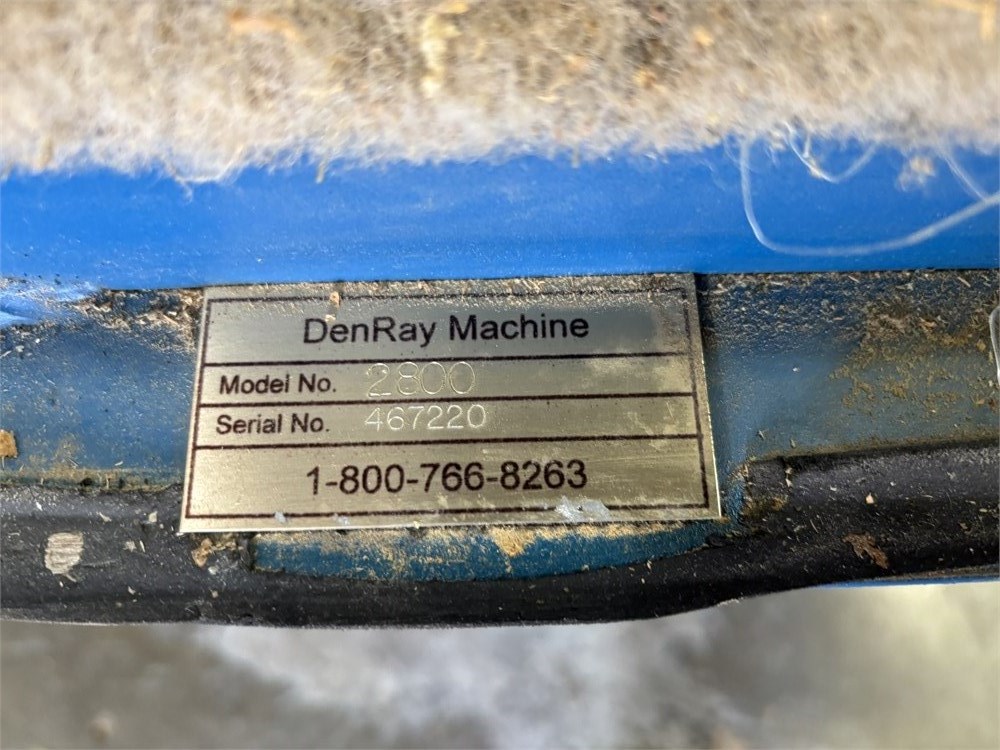 DenRay Machine
Model No. 2800
Serial No. 467220
1-800-766-8263